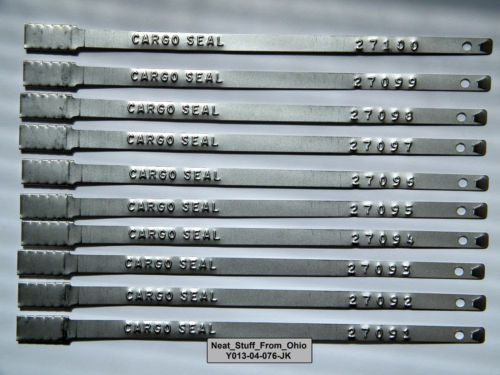 CARGO SEAL 27100
CARGO SEAL 27099
CARGO SEAL 27098
CARGO SEAL 27097
CARGO SEAL 27096
CARGO SEAL 27095
CARGO SEAL 27094
CARGO SEAL 27093
CARGO SEAL 27092
CARGO SEAL 27091
Neat_Stuff_From_Ohio
Y013-04-076-JK